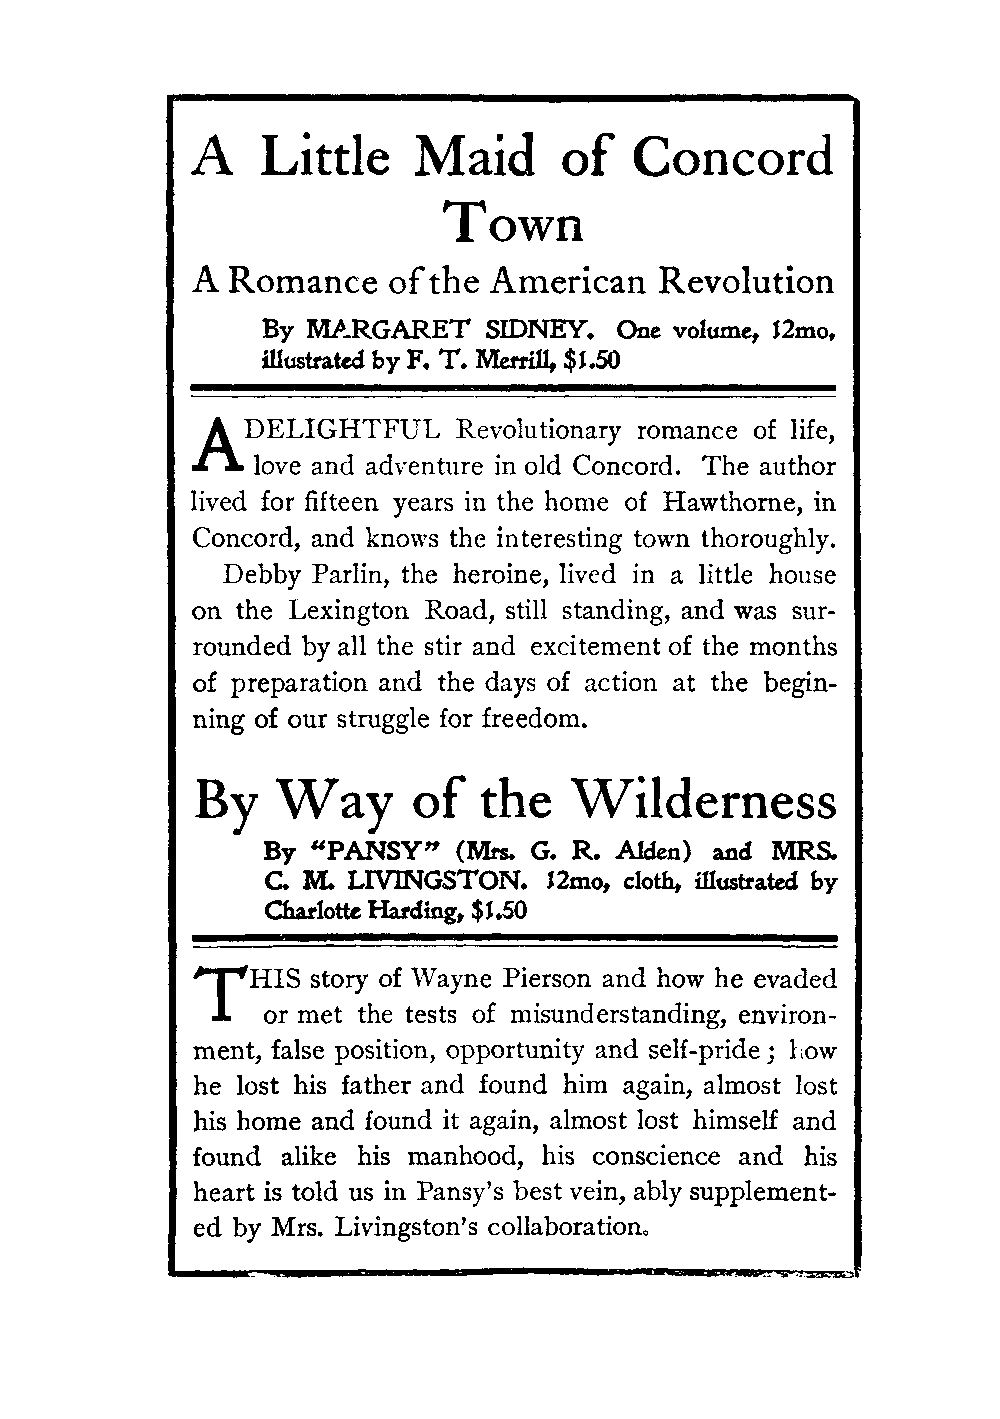 A Little Maid of Concord
Town
A Romance of the American Revolution
By MARGARET SIDNEY. One volume, 12mo,
illustrated by F. T. Merrill, $1.50
A DELIGHTFUL Revolutionary romance of life,
love and adventure in old Concord. The author
lived for fifteen years in the home of Hawthorne, in
Concord, and knows the interesting town thoroughly.
Debby Parlin, the heroine, lived in a little house
on the Lexington Road, still standing, and was sur-
rounded by all the stir and excitement of the months
of preparation and the days of action at the begin-
ning of our struggle for freedom.
By Way of the Wilderness
By "PANSY" (Mrs. G. R. Alden) and MRS.
C. M. LIVINGSTON. 12mo, cloth, illustrated by
Charlotte Harding, $1.50
THIS story of Wayne Pierson and how he evaded
or met the tests of misunderstanding, environ-
ment, false position, opportunity and self-pride; how
he lost his father and found him again, almost lost
his home and found it again, almost lost himself and
found alike his manhood, his conscience and his
heart is told us in Pansy's best vein, ably supplement-
ed by Mrs. Livingston's collaboration.